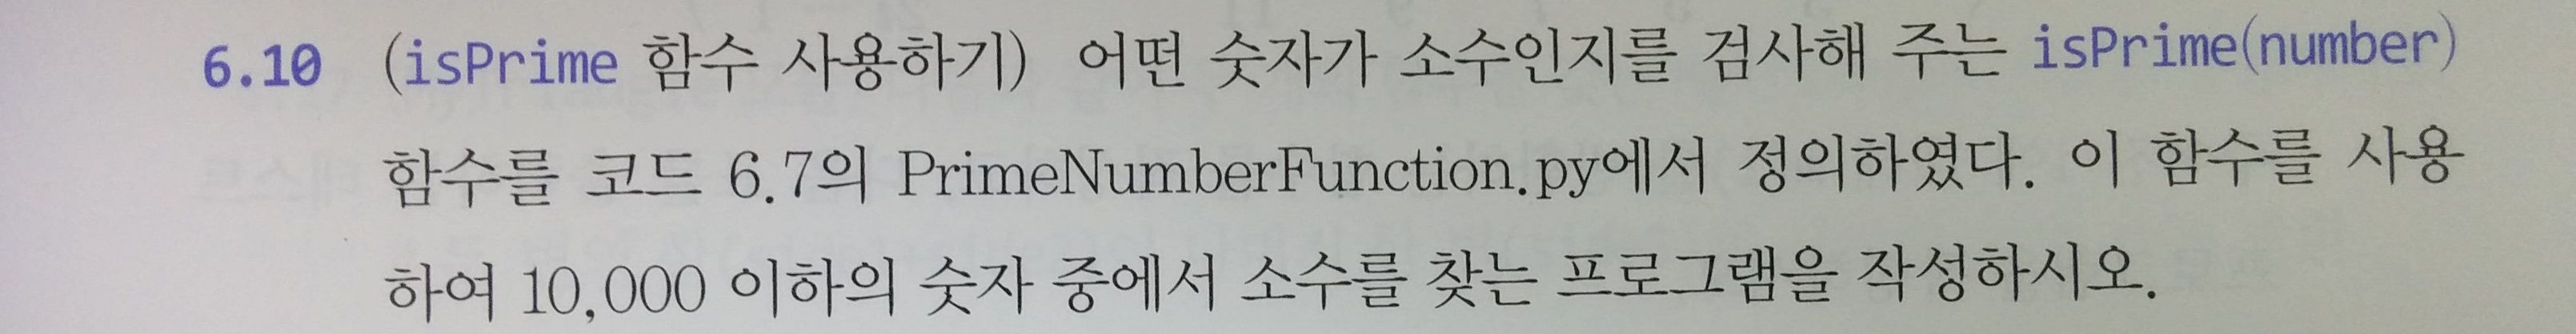 6.10 (isPrime 함수 사용하기) 어떤 숫자가 소수인지를 검사해 주는 isPrime(number)
함수를 코드 6.7의 PrimeNumberFunction.py에서 정의하였다. 이 함수를 사용
하여 10,000 이하의 숫자 중에서 소수를 찾는 프로그램을 작성하시오.